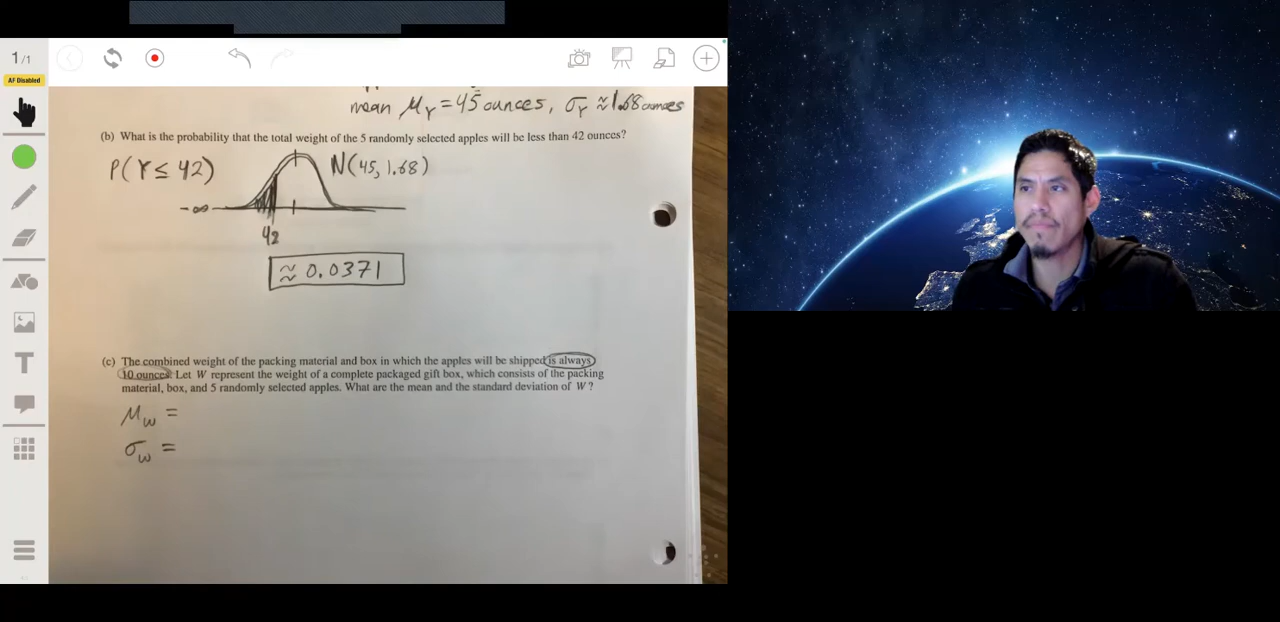 1/1
AF Disabled
mean μY = 45 ounces, σY ≈ 1.68 ounces
(b) What is the probability that the total weight of the 5 randomly selected apples will be less than 42 ounces?
P(Y ≤ 42)
N(45, 1.68)
-∞
42
≈ 0.0371
(c) The combined weight of the packing material and box in which the apples will be shipped is always
10 ounces. Let W represent the weight of a complete packaged gift box, which consists of the packing
material, box, and 5 randomly selected apples. What are the mean and the standard deviation of W?
μw =
σw =
T